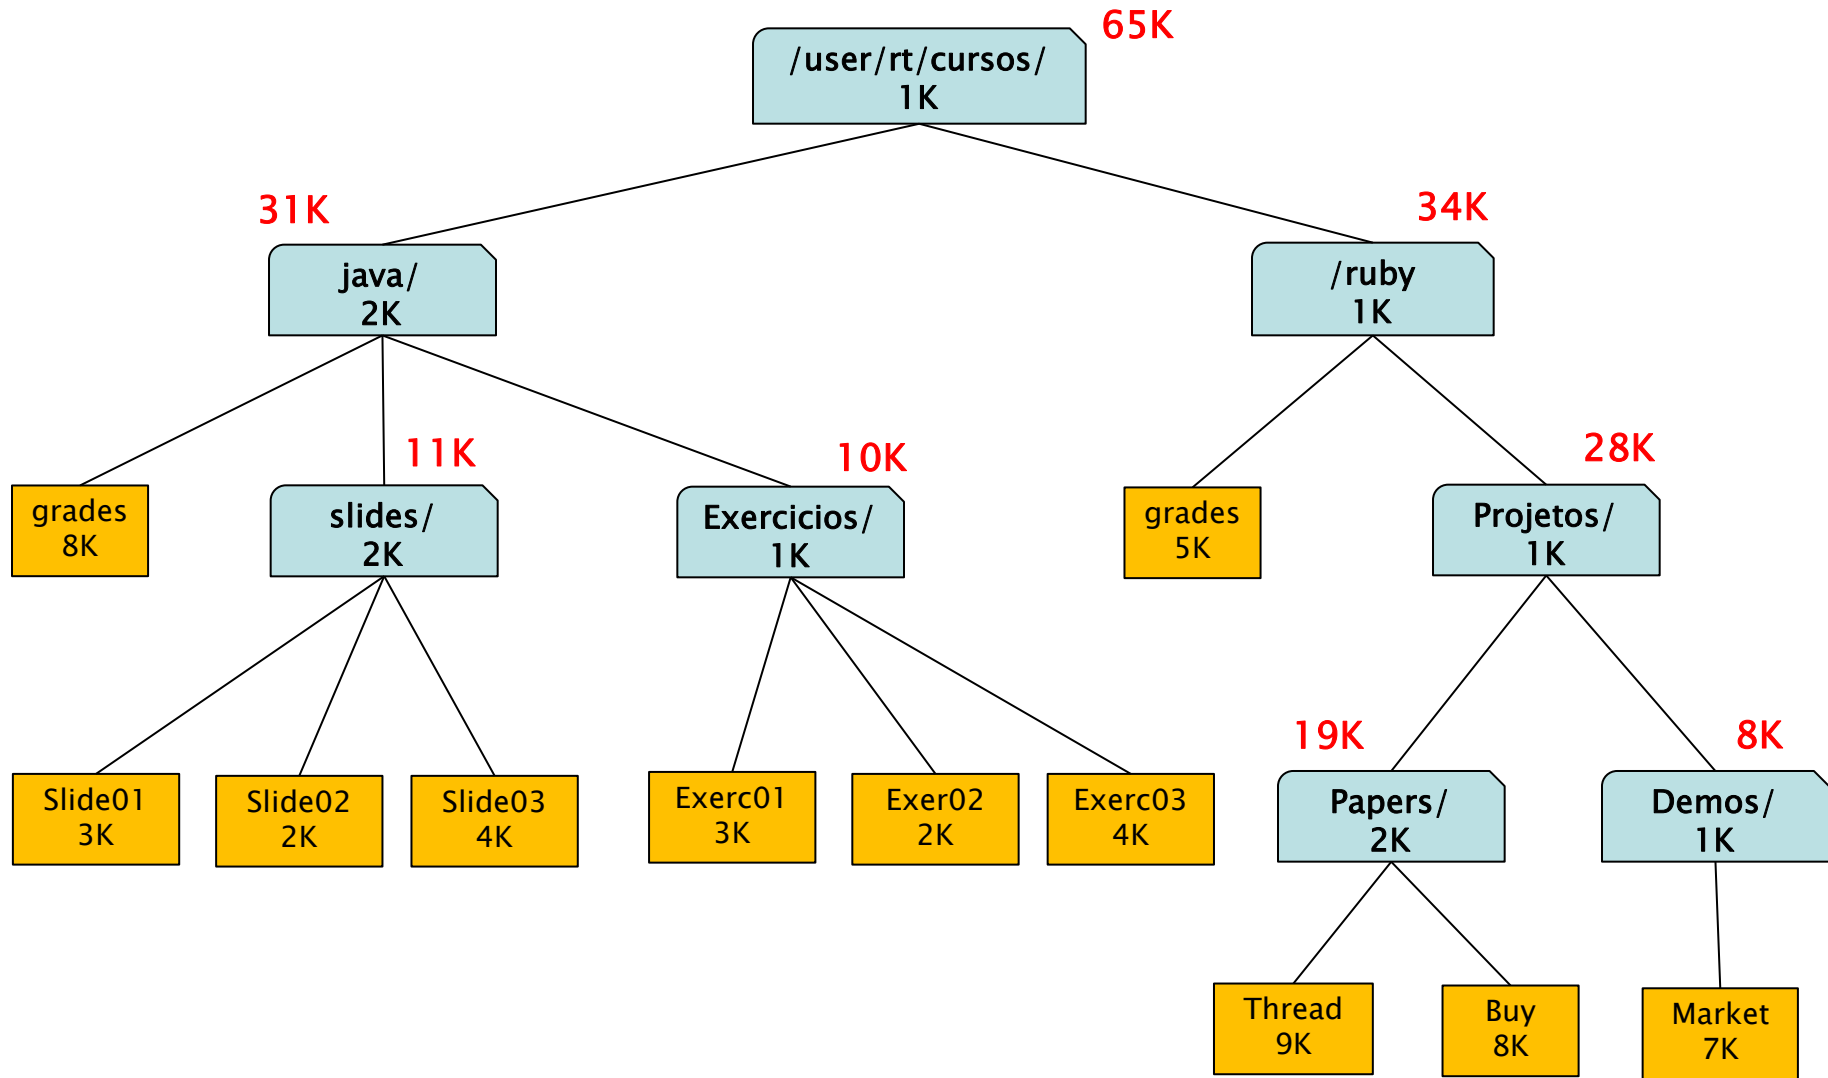 65K
/user/rt/cursos/
1K
31K
34K
java/
2K
/ruby
1K
11K
10K
28K
grades
8K
slides/
2K
Exercicios/
1K
grades
5K
Projetos/
1K
19K
8K
Slide01
3K
Slide02
2K
Slide03
4K
Exerc01
3K
Exer02
2K
Exerc03
4K
Papers/
2K
Demos/
1K
Thread
9K
Buy
8K
Market
7K